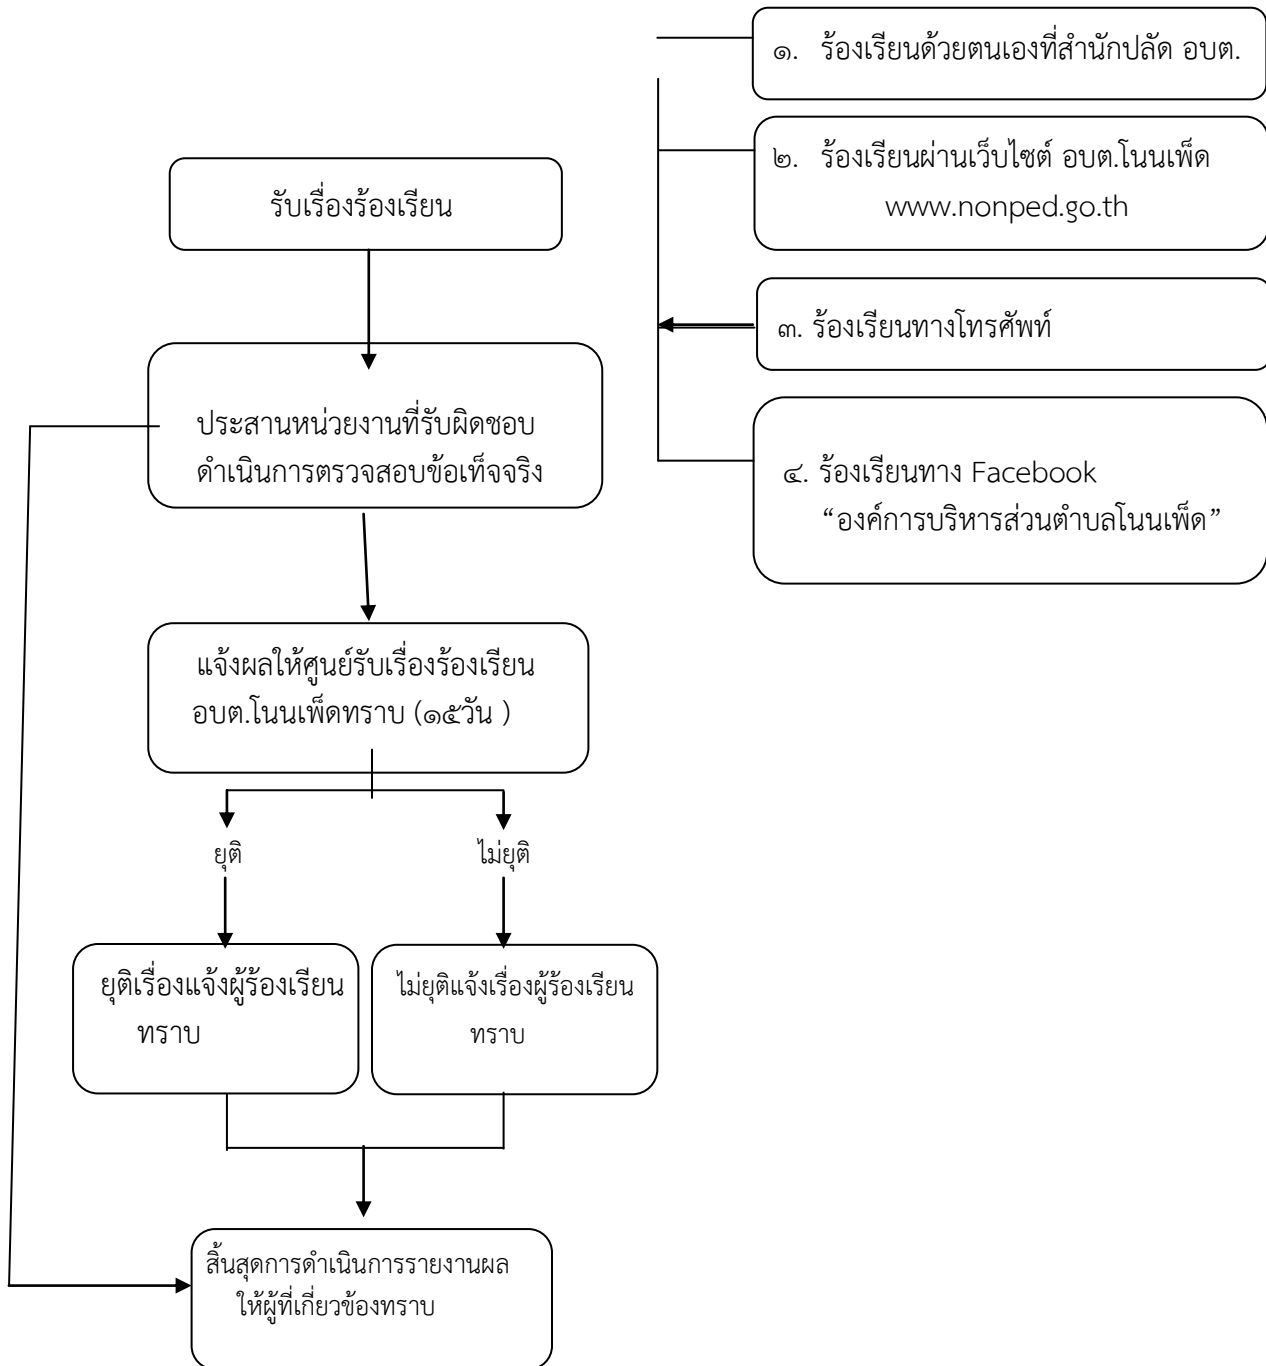 ๑. ร้องเรียนด้วยตนเองที่สำนักปลัด อบต.
๒. ร้องเรียนผ่านเว็บไซต์ อบต.โนนเพ็ด
www.nonped.go.th
๓. ร้องเรียนทางโทรศัพท์
๔. ร้องเรียนทาง Facebook
“องค์การบริหารส่วนตำบลโนนเพ็ด”
รับเรื่องร้องเรียน
ประสานหน่วยงานที่รับผิดชอบ
ดำเนินการตรวจสอบข้อเท็จจริง
แจ้งผลให้ศูนย์รับเรื่องร้องเรียน
อบต.โนนเพ็ดทราบ (๑๕วัน )
ยุติ
ไม่ยุติ
ยุติเรื่องแจ้งผู้ร้องเรียน
ทราบ
ไม่ยุติแจ้งเรื่องผู้ร้องเรียน
ทราบ
สิ้นสุดการดำเนินการรายงานผล
ให้ผู้ที่เกี่ยวข้องทราบ